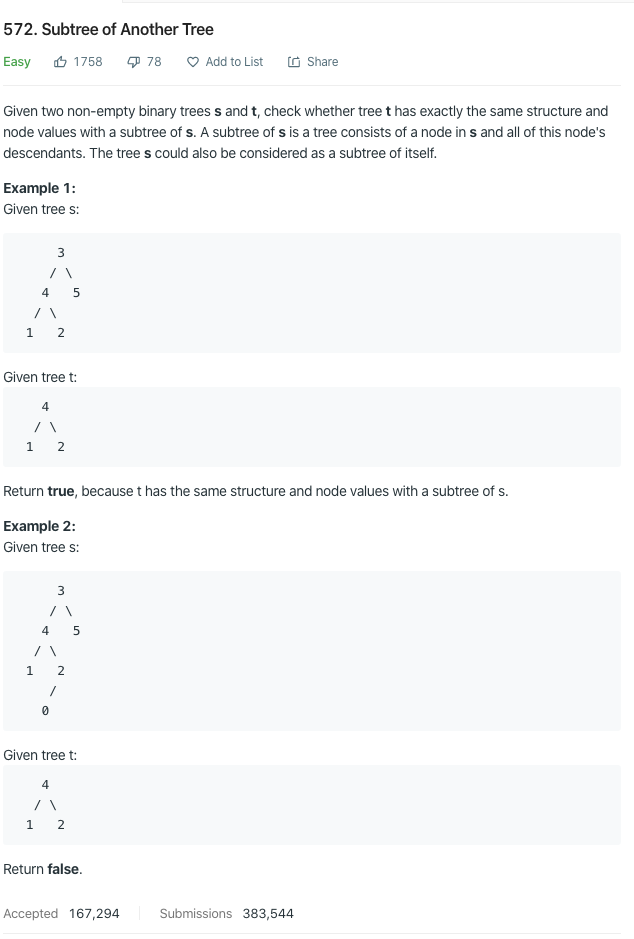 572. Subtree of Another Tree
Easy 1758 78 Add to List Share
Given two non-empty binary trees s and t, check whether tree t has exactly the same structure and
node values with a subtree of s. A subtree of s is a tree consists of a node in s and all of this node's
descendants. The tree s could also be considered as a subtree of itself.
Example 1:
Given tree s:
3
/ \
4 5
/ \
1 2
Given tree t:
4
/ \
1 2
Return true, because t has the same structure and node values with a subtree of s.
Example 2:
Given tree s:
3
/ \
4 5
/ \
1 2
/
0
Given tree t:
4
/ \
1 2
Return false.
Accepted 167,294 Submissions 383,544